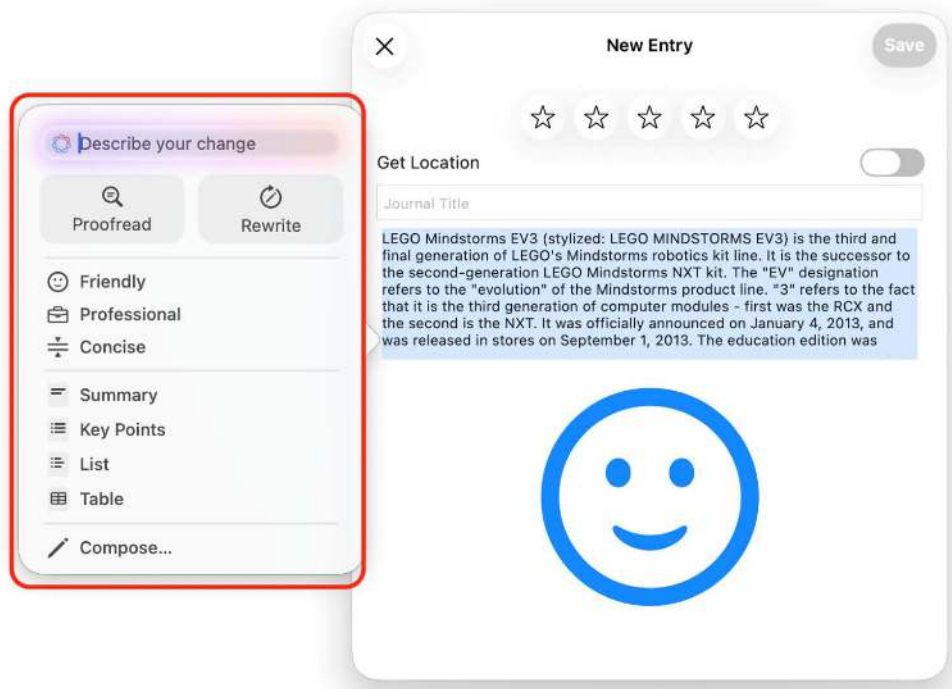 New Entry
Save
Describe your change
Proofread
Rewrite
Friendly
Professional
Concise
Summary
Key Points
List
Table
Compose...
Get Location
Journal Title
LEGO Mindstorms EV3 (stylized: LEGO MINDSTORMS EV3) is the third and
final generation of LEGO's Mindstorms robotics kit line. It is the successor to
the second-generation LEGO Mindstorms NXT kit. The "EV" designation
refers to the "evolution" of the Mindstorms product line. "3" refers to the fact
that it is the third generation of computer modules - first was the RCX and
the second is the NXT. It was officially announced on January 4, 2013, and
was released in stores on September 1, 2013. The education edition was